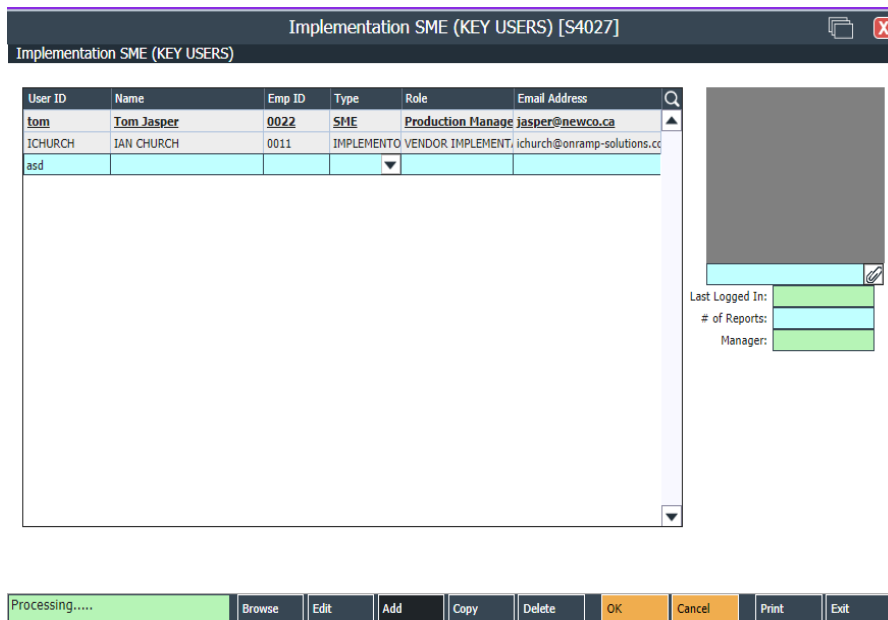 Implementation SME (KEY USERS) [S4027]
Implementation SME (KEY USERS)
User ID Name Emp ID Type Role Email Address
tom Tom Jasper 0022 SME Production Manage jasper@newco.ca
ICHURCH IAN CHURCH 0011 IMPLEMENTO VENDOR IMPLEMENT ichurch@onramp-solutions.cc
asd
Last Logged In:
# of Reports:
Manager:
Processing..... Browse Edit Add Copy Delete OK Cancel Print Exit